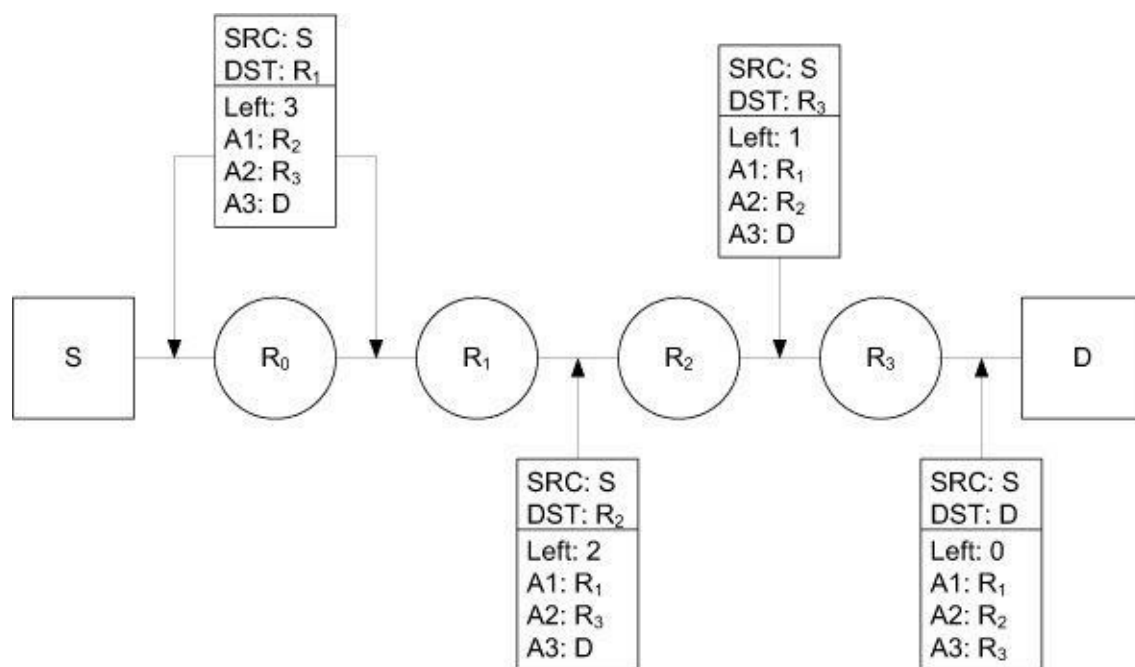 SRC: S
DST: R₁
Left: 3
A1: R₂
A2: R₃
A3: D
SRC: S
DST: R₃
Left: 1
A1: R₁
A2: R₂
A3: D
S
R₀
R₁
R₂
R₃
D
SRC: S
DST: R₂
Left: 2
A1: R₁
A2: R₃
A3: D
SRC: S
DST: D
Left: 0
A1: R₁
A2: R₂
A3: R₃